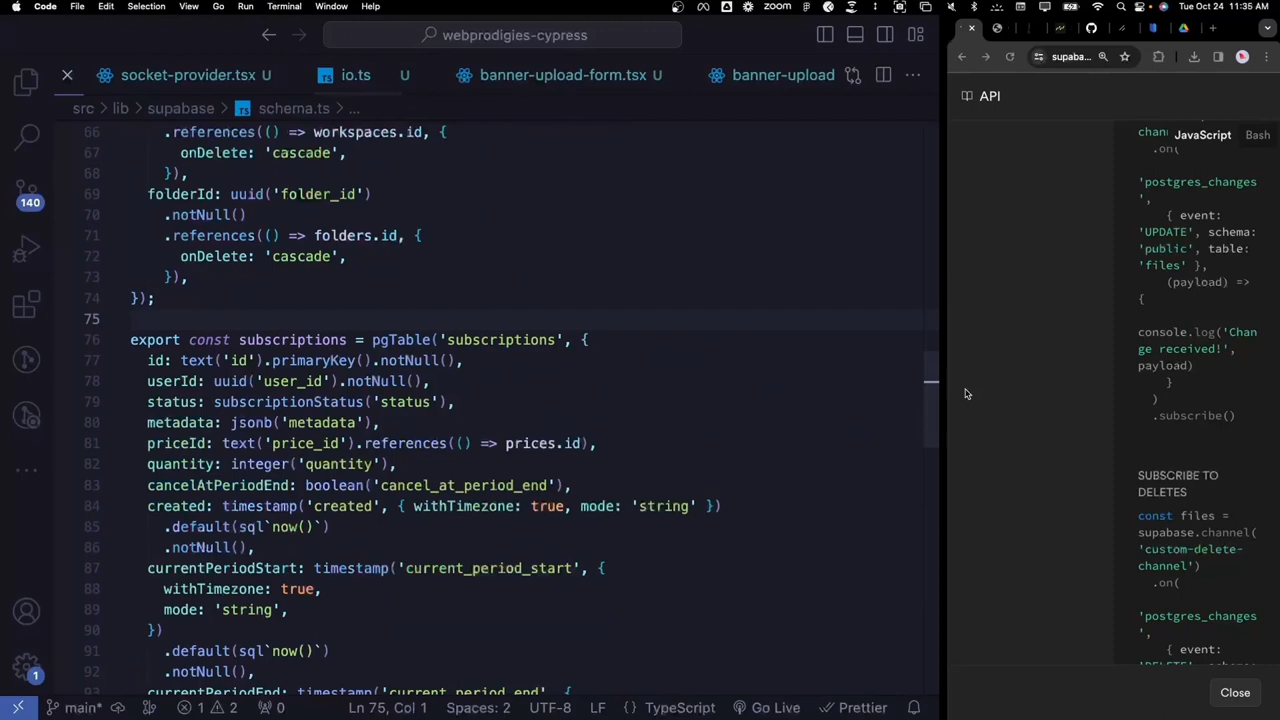 Code File Edit Selection View Go Run Terminal Window Help zoom Tue Oct 24 11:35 AM
webprodigies-cypress
supaba...
socket-provider.tsx U io.ts U banner-upload-form.tsx U banner-upload
API
src lib supabase schema.ts ...
JavaScript Bash
66 .references(() => workspaces.id, {
67 onDelete: 'cascade',
68 }),
69 folderId: uuid('folder_id')
70 .notNull()
71 .references(() => folders.id, {
72 onDelete: 'cascade',
73 }),
74 });
75
76 export const subscriptions = pgTable('subscriptions', {
77 id: text('id').primaryKey().notNull(),
78 userId: uuid('user_id').notNull(),
79 status: subscriptionStatus('status'),
80 metadata: jsonb('metadata'),
81 priceId: text('price_id').references(() => prices.id),
82 quantity: integer('quantity'),
83 cancelAtPeriodEnd: boolean('cancel_at_period_end'),
84 created: timestamp('created', { withTimezone: true, mode: 'string' })
85 .default(sql`now()`)
86 .notNull(),
87 currentPeriodStart: timestamp('current_period_start', {
88 withTimezone: true,
89 mode: 'string',
90 })
91 .default(sql`now()`)
92 .notNull(),
93 currentPeriodEnd: timestamp('current_period_end', {
140
1
chann
.on(
'postgres_changes
',
{ event:
'UPDATE', schema:
'public', table:
'files' },
(payload) =>
{
console.log('Chan
ge received!',
payload)
}
)
.subscribe()
SUBSCRIBE TO
DELETES
const files =
supabase.channel(
'custom-delete-
channel')
.on(
'postgres_changes
',
{ event:
'DELETE', schema:
Close
main* 1 2 0 Ln 75, Col 1 Spaces: 2 UTF-8 LF {} TypeScript Go Live Prettier